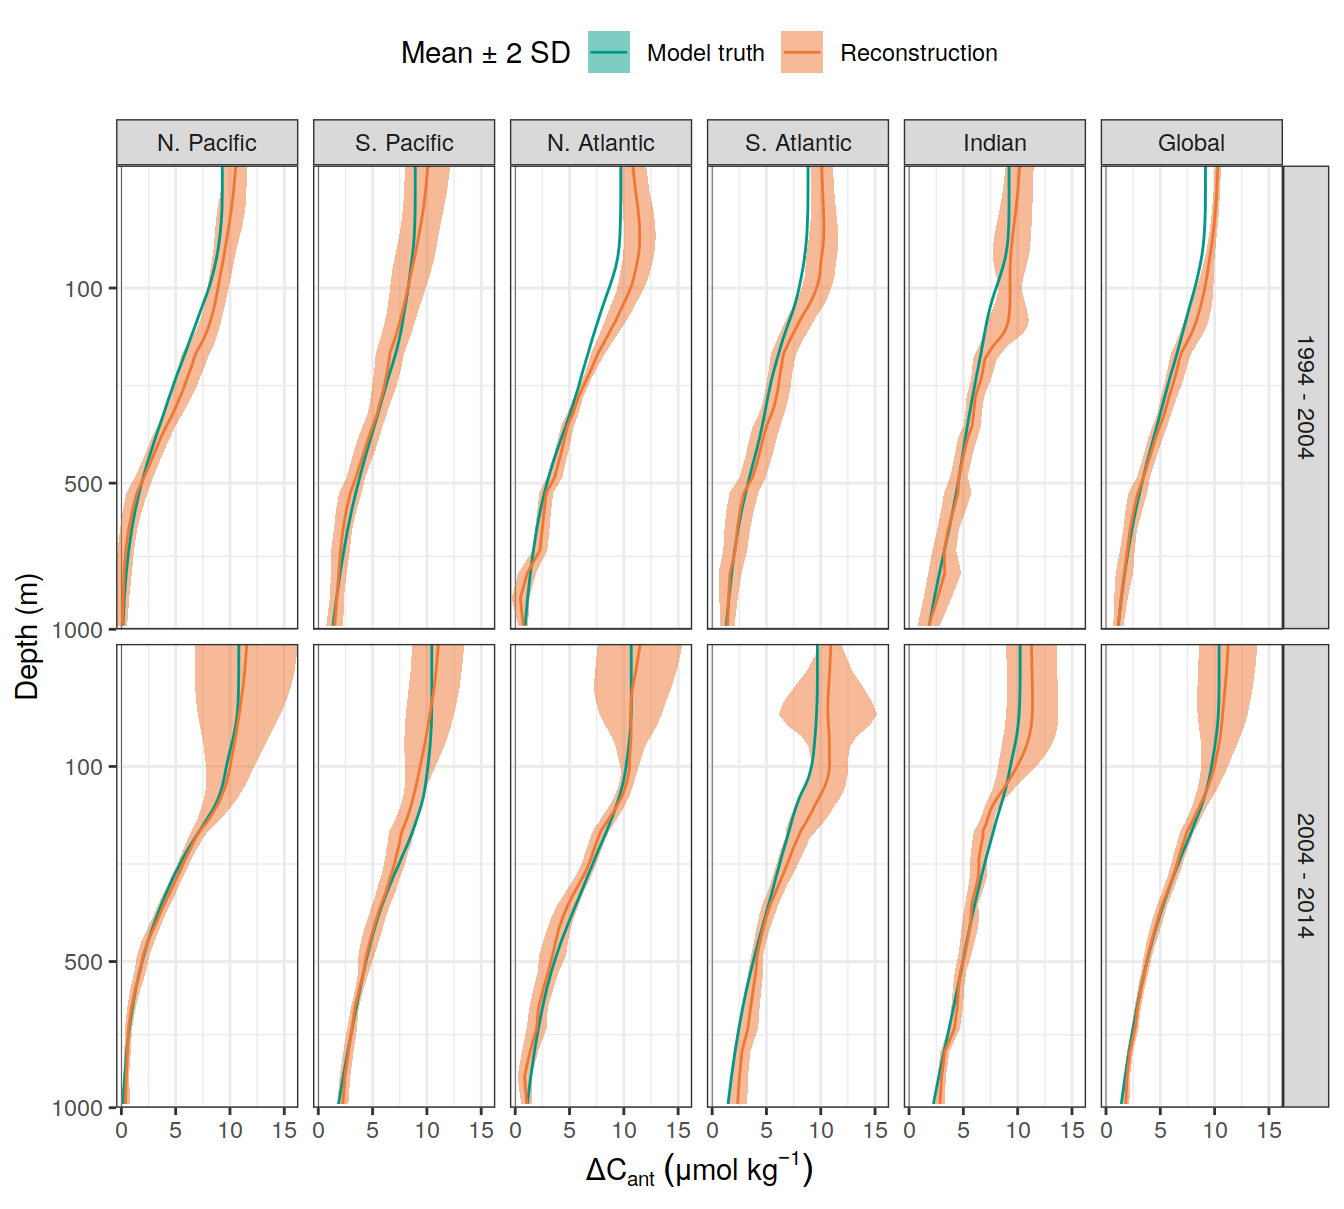 Mean ± 2 SD Model truth Reconstruction
N. Pacific S. Pacific N. Atlantic S. Atlantic Indian Global
100
500
1000
1994 - 2004
100
500
1000
2004 - 2014
Depth (m)
0 5 10 15 0 5 10 15 0 5 10 15 0 5 10 15 0 5 10 15 0 5 10 15
ΔCant (μmol kg⁻¹)